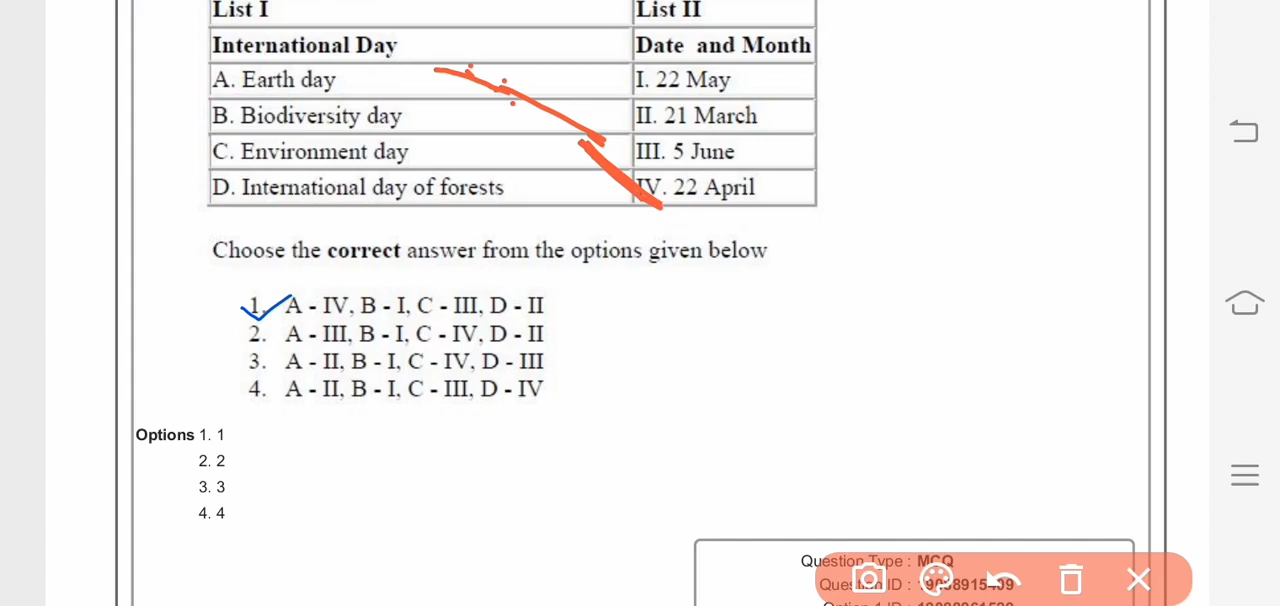 List I List II
International Day Date and Month
A. Earth day I. 22 May
B. Biodiversity day II. 21 March
C. Environment day III. 5 June
D. International day of forests IV. 22 April
Choose the correct answer from the options given below
1. A - IV, B - I, C - III, D - II
2. A - III, B - I, C - IV, D - II
3. A - II, B - I, C - IV, D - III
4. A - II, B - I, C - III, D - IV
Options 1. 1
2. 2
3. 3
4. 4
Question Type : MCQ
Question ID :